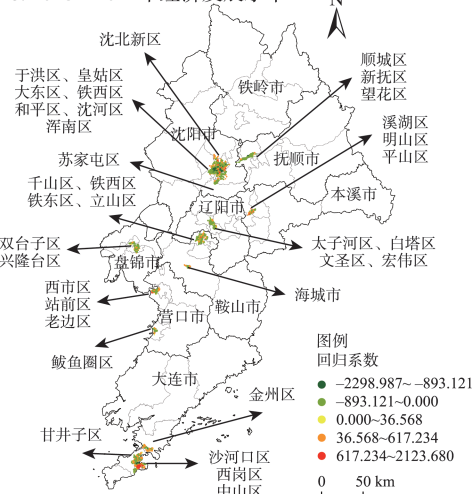 N
沈北新区
于洪区、皇姑区
大东区、铁西区
和平区、沈河区
浑南区
顺城区
新抚区
望花区
铁岭市
沈阳市
溪湖区
明山区
平山区
苏家屯区
抚顺市
千山区、铁西区
铁东区、立山区
本溪市
辽阳市
双台子区
兴隆台区
太子河区、白塔区
文圣区、宏伟区
盘锦市
西市区
站前区
老边区
海城市
鞍山市
营口市
鲅鱼圈区
大连市
金州区
甘井子区
沙河口区
西岗区
中山区
图例
回归系数
−2298.987~ −893.121
−893.121~0.000
0.000~36.568
36.568~617.234
617.234~2123.680
0 50 km